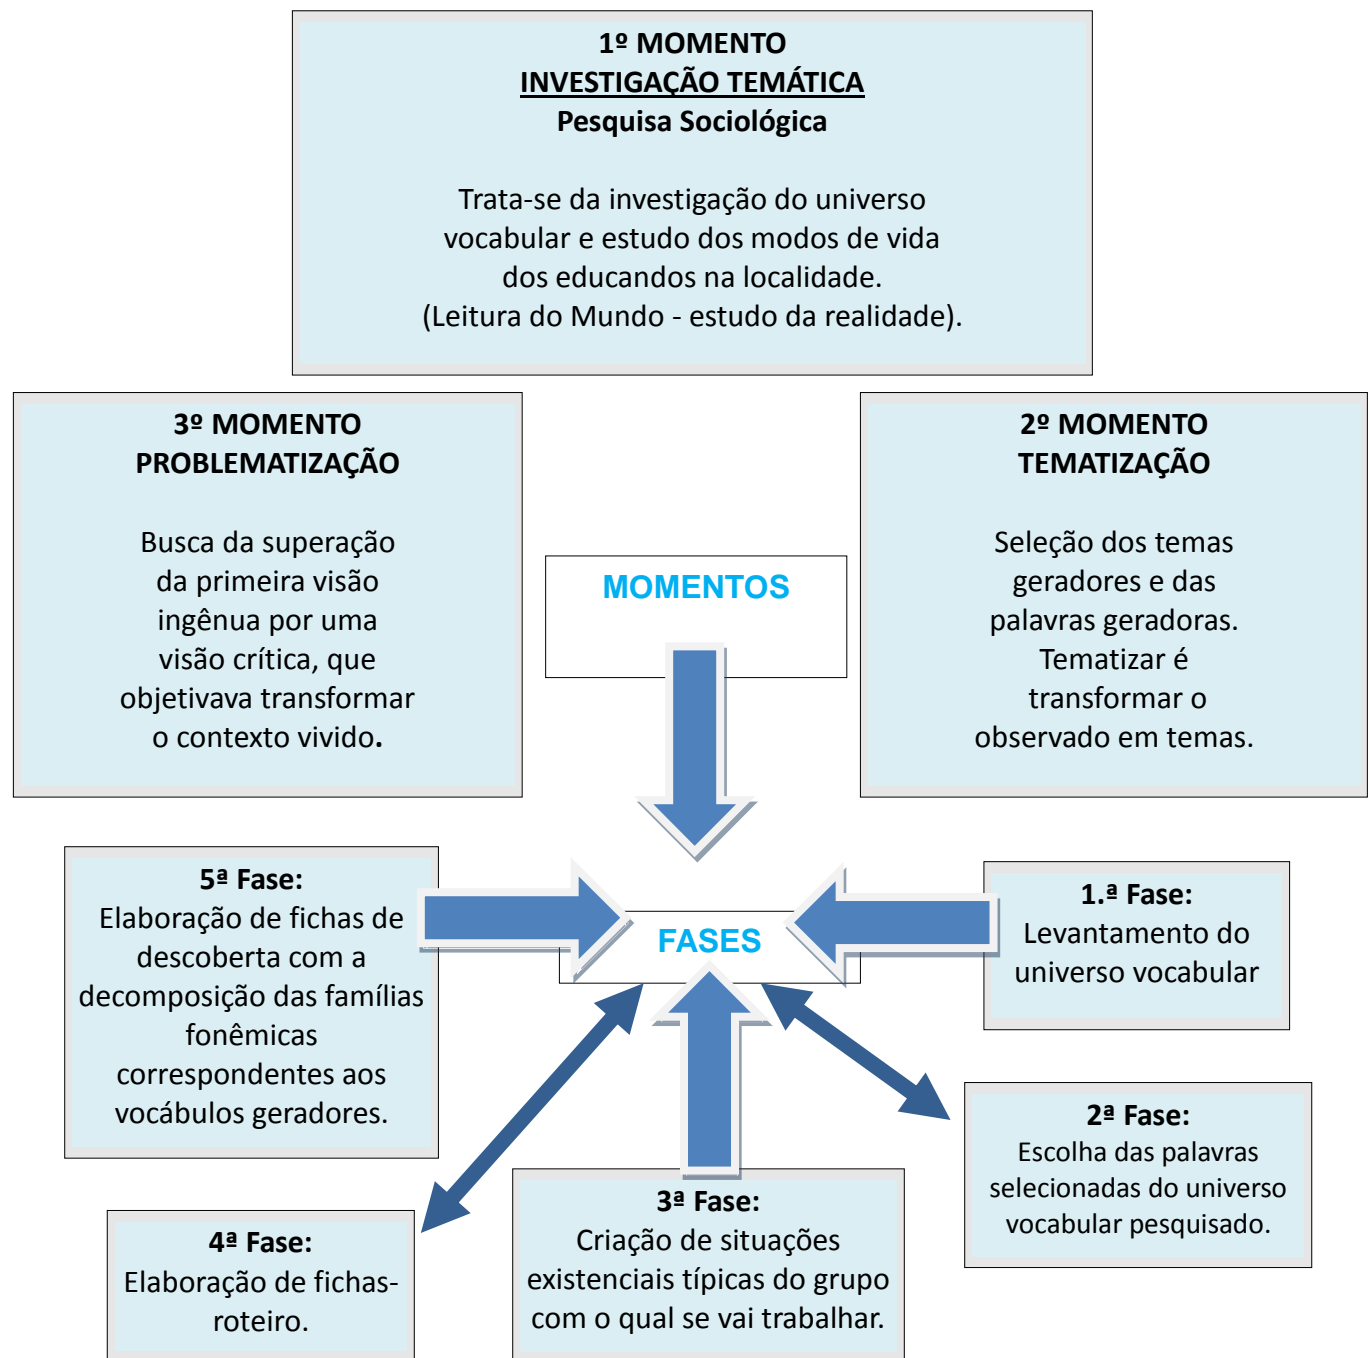 1º MOMENTO
INVESTIGAÇÃO TEMÁTICA
Pesquisa Sociológica
Trata-se da investigação do universo
vocabular e estudo dos modos de vida
dos educandos na localidade.
(Leitura do Mundo - estudo da realidade).
3º MOMENTO
PROBLEMATIZAÇÃO
Busca da superação
da primeira visão
ingênua por uma
visão crítica, que
objetivava transformar
o contexto vivido.
MOMENTOS
2º MOMENTO
TEMATIZAÇÃO
Seleção dos temas
geradores e das
palavras geradoras.
Tematizar é
transformar o
observado em temas.
5ª Fase:
Elaboração de fichas de
descoberta com a
decomposição das famílias
fonêmicas
correspondentes aos
vocábulos geradores.
FASES
1.ª Fase:
Levantamento do
universo vocabular
2ª Fase:
Escolha das palavras
selecionadas do universo
vocabular pesquisado.
3ª Fase:
Criação de situações
existenciais típicas do grupo
com o qual se vai trabalhar.
4ª Fase:
Elaboração de fichas-
roteiro.